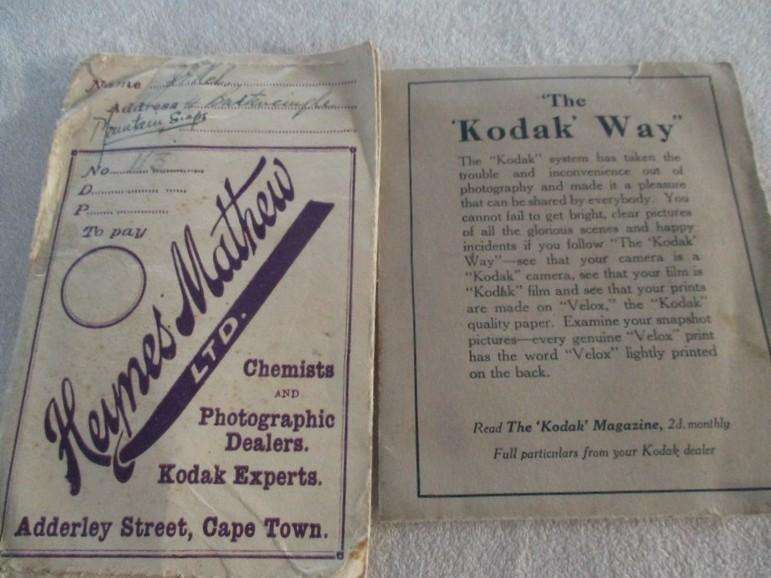 Name
Address
Mountain
No. 113
D.
P.
To pay
Heynes Mathew
LTD.
Chemists
AND
Photographic
Dealers.
Kodak Experts.
Adderley Street, Cape Town.
'The
'Kodak' Way"
The "Kodak" system has taken the
trouble and inconvenience out of
photography and made it a pleasure
that can be shared by everybody. You
cannot fail to get bright, clear pictures
of all the glorious scenes and happy
incidents if you follow "The 'Kodak'
Way"—see that your camera is a
"Kodak" camera, see that your film is
"Kodak" film and see that your prints
are made on "Velox," the "Kodak"
quality paper. Examine your snapshot
pictures—every genuine "Velox" print
has the word "Velox" lightly printed
on the back.
Read The 'Kodak' Magazine, 2d. monthly
Full particulars from your Kodak dealer